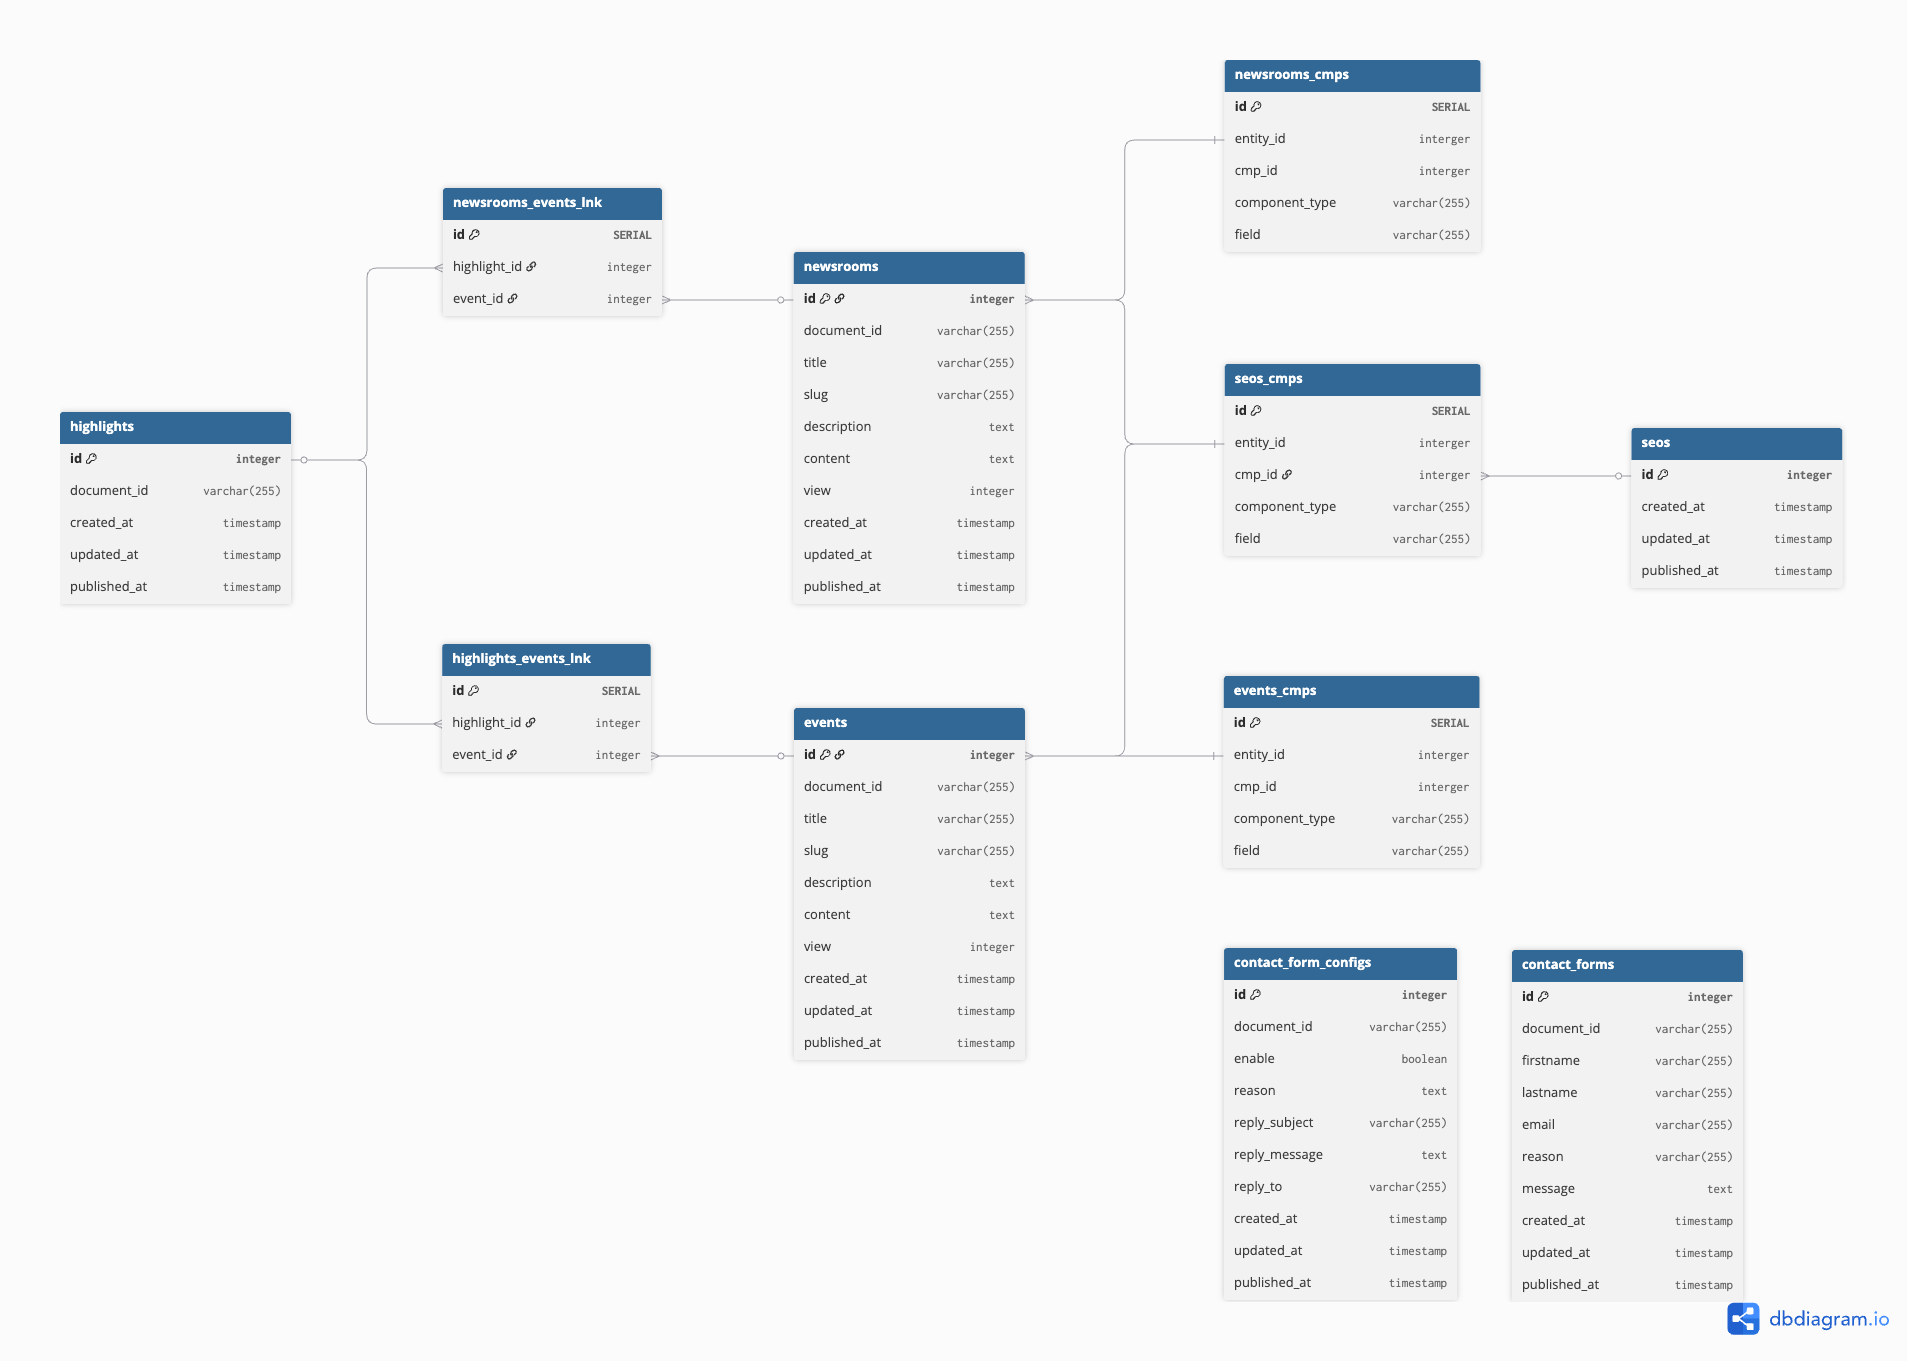 newsrooms_cmps
id SERIAL
entity_id interger
cmp_id interger
component_type varchar(255)
field varchar(255)
newsrooms_events_lnk
id SERIAL
highlight_id integer
event_id integer
newsrooms
id integer
document_id varchar(255)
title varchar(255)
slug varchar(255)
description text
content text
view integer
created_at timestamp
updated_at timestamp
published_at timestamp
seos_cmps
id SERIAL
entity_id interger
cmp_id interger
component_type varchar(255)
field varchar(255)
seos
id integer
created_at timestamp
updated_at timestamp
published_at timestamp
highlights
id integer
document_id varchar(255)
created_at timestamp
updated_at timestamp
published_at timestamp
highlights_events_lnk
id SERIAL
highlight_id integer
event_id integer
events
id integer
document_id varchar(255)
title varchar(255)
slug varchar(255)
description text
content text
view integer
created_at timestamp
updated_at timestamp
published_at timestamp
events_cmps
id SERIAL
entity_id interger
cmp_id interger
component_type varchar(255)
field varchar(255)
contact_form_configs
id integer
document_id varchar(255)
enable boolean
reason text
reply_subject varchar(255)
reply_message text
reply_to varchar(255)
created_at timestamp
updated_at timestamp
published_at timestamp
contact_forms
id integer
document_id varchar(255)
firstname varchar(255)
lastname varchar(255)
email varchar(255)
reason varchar(255)
message text
created_at timestamp
updated_at timestamp
published_at timestamp
dbdiagram.io